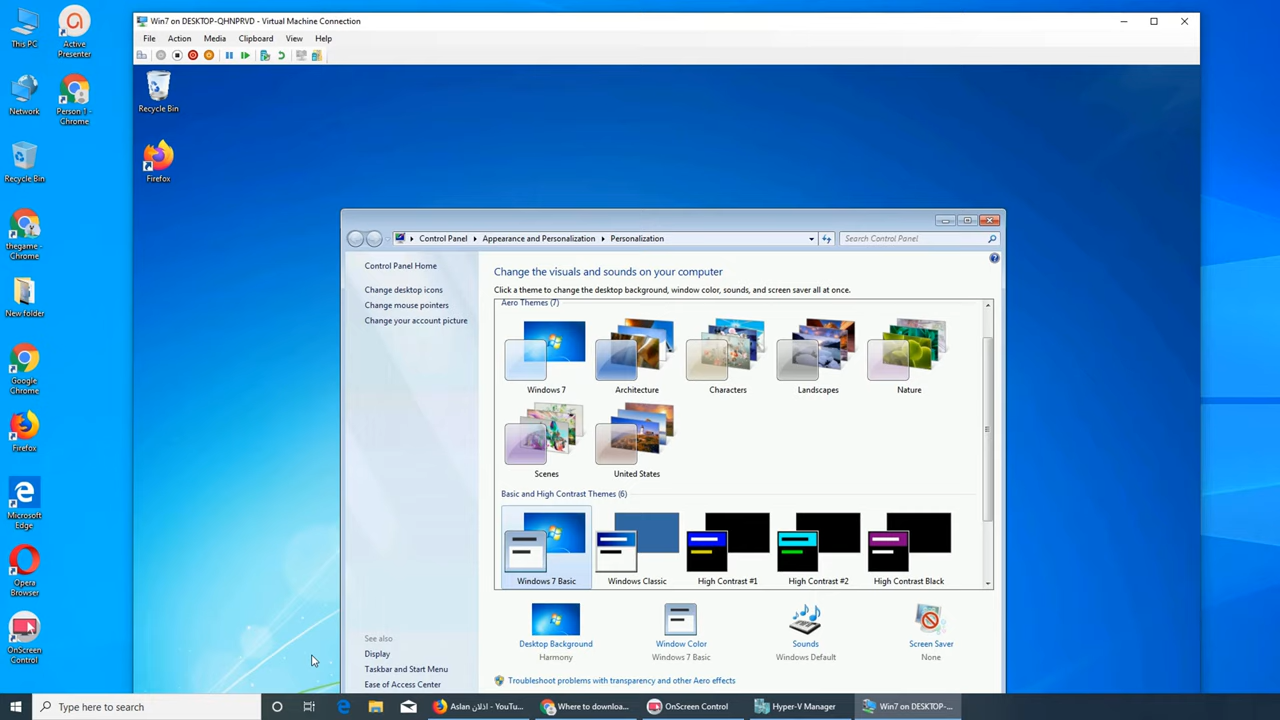 This PC
Active
Presenter
Network
Person 1 -
Chrome
Recycle Bin
thegame -
Chrome
New folder
Google
Chrome
Firefox
Microsoft
Edge
Opera
Browser
OnScreen
Control
Win7 on DESKTOP-QHNPRVD - Virtual Machine Connection
File Action Media Clipboard View Help
Recycle Bin
Firefox
Control Panel Appearance and Personalization Personalization
Search Control Panel
Control Panel Home
Change desktop icons
Change mouse pointers
Change your account picture
Change the visuals and sounds on your computer
Click a theme to change the desktop background, window color, sounds, and screen saver all at once.
Aero Themes (7)
Windows 7 Architecture Characters Landscapes Nature
Scenes United States
Basic and High Contrast Themes (6)
Windows 7 Basic Windows Classic High Contrast #1 High Contrast #2 High Contrast Black
Desktop Background Window Color Sounds Screen Saver
Harmony Windows 7 Basic Windows Default None
Troubleshoot problems with transparency and other Aero effects
See also
Display
Taskbar and Start Menu
Ease of Access Center
Type here to search
Aslan اذلان - YouTu...
Where to downloa...
OnScreen Control
Hyper-V Manager
Win7 on DESKTOP-...